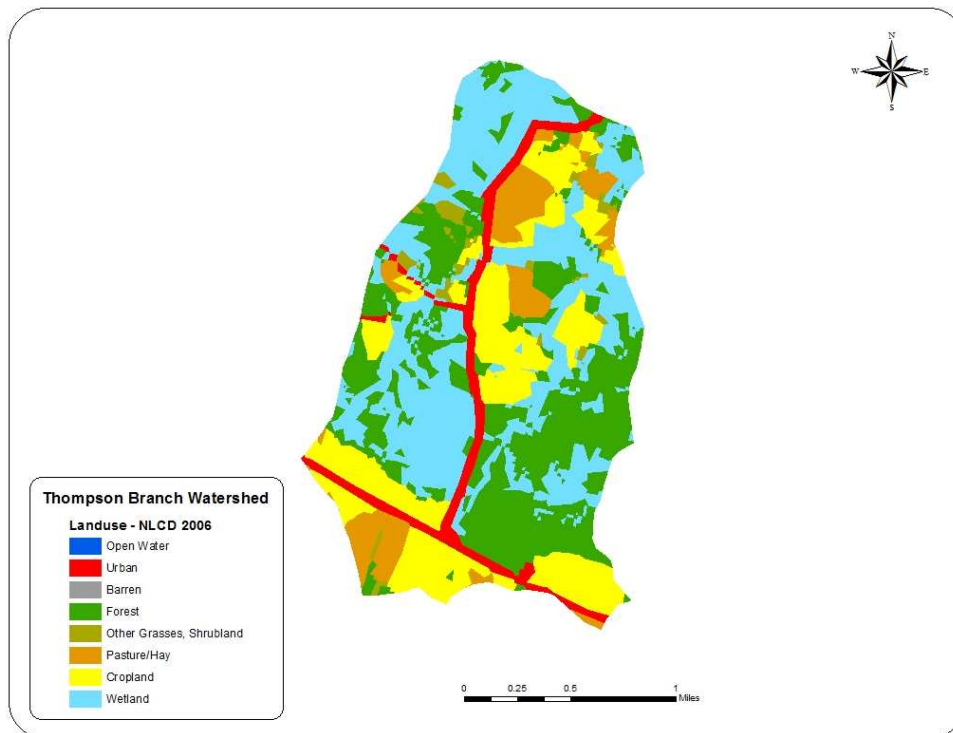 N
W E
S
Thompson Branch Watershed
Landuse - NLCD 2006
Open Water
Urban
Barren
Forest
Other Grasses, Shrubland
Pasture/Hay
Cropland
Wetland
0 0.25 0.5 1
Miles